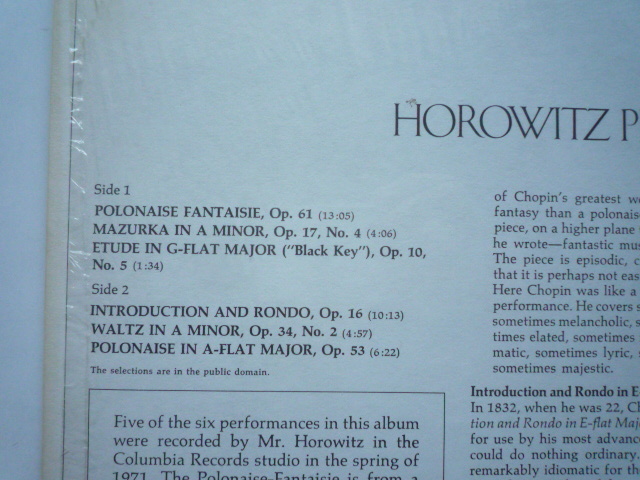 HOROWITZ
Side 1
POLONAISE FANTAISIE, Op. 61 (13:05)
MAZURKA IN A MINOR, Op. 17, No. 4 (4:06)
ETUDE IN G-FLAT MAJOR ("Black Key"), Op. 10,
No. 5 (1:34)
Side 2
INTRODUCTION AND RONDO, Op. 16 (10:13)
WALTZ IN A MINOR, Op. 34, No. 2 (4:57)
POLONAISE IN A-FLAT MAJOR, Op. 53 (6:22)
The selections are in the public domain.
Five of the six performances in this album
were recorded by Mr. Horowitz in the
Columbia Records studio in the spring of
1971. The Polonaise-Fantaisie is from a
of Chopin's greatest
fantasy than a
piece, on a higher plane
he wrote—fantastic
The piece is episodic,
that it is perhaps not
Here Chopin was like a
performance. He covers
sometimes melancholic,
times elated, sometimes
matic, sometimes lyric,
sometimes majestic.
Introduction and Rondo in
In 1832, when he was 22,
tion and Rondo in E-flat
for use by his most
could do nothing ordinary.
remarkably idiomatic for